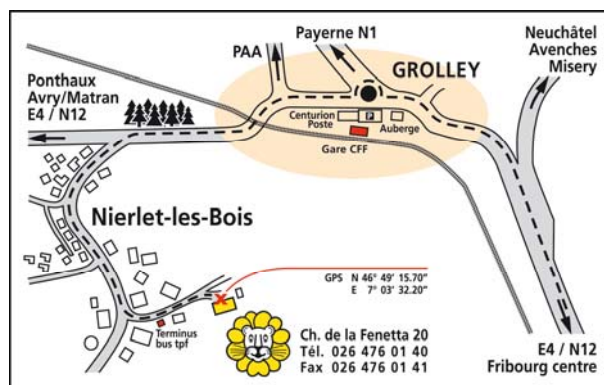 Payerne N1
PAA
Neuchâtel
Avenches
Misery
Ponthaux
Avry/Matran
E4 / N12
GROLLEY
Centurion
Poste
P
Auberge
Gare CFF
Nierlet-les-Bois
GPS N 46° 49' 15.70"
E 7° 03' 32.20"
Terminus
bus tpf
Ch. de la Fenetta 20
Tél. 026 476 01 40
Fax 026 476 01 41
E4 / N12
Fribourg centre